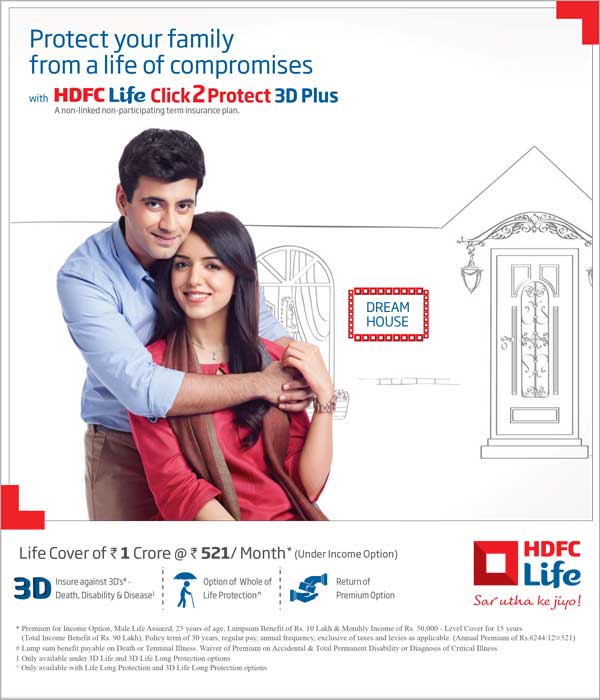 Protect your family
from a life of compromises
with HDFC Life Click 2 Protect 3D Plus
A non-linked non-participating term insurance plan.
DREAM
HOUSE
Life Cover of ₹ 1 Crore @ ₹ 521/ Month* (Under Income Option)
3D
Insure against 3D's# -
Death, Disability & Disease!
Option of Whole of
Life Protection^
Return of
Premium Option
HDFC
Life
Sar utha ke jiyo!
* Premium for Income Option, Male Life Assured, 25 years of age, Lumpsum Benefit of Rs. 10 Lakh & Monthly Income of Rs. 50,000 - Level Cover for 15 years
(Total Income Benefit of Rs. 90 Lakh), Policy term of 30 years, regular pay, annual frequency, exclusive of taxes and levies as applicable. (Annual Premium of Rs.6244/12=521)
# Lump sum benefit payable on Death or Terminal Illness. Waiver of Premium on Accidental & Total Permanent Disability or Diagnosis of Critical Illness
! Only available under 3D Life and 3D Life Long Protection options
^ Only available with Life Long Protection and 3D Life Long Protection options